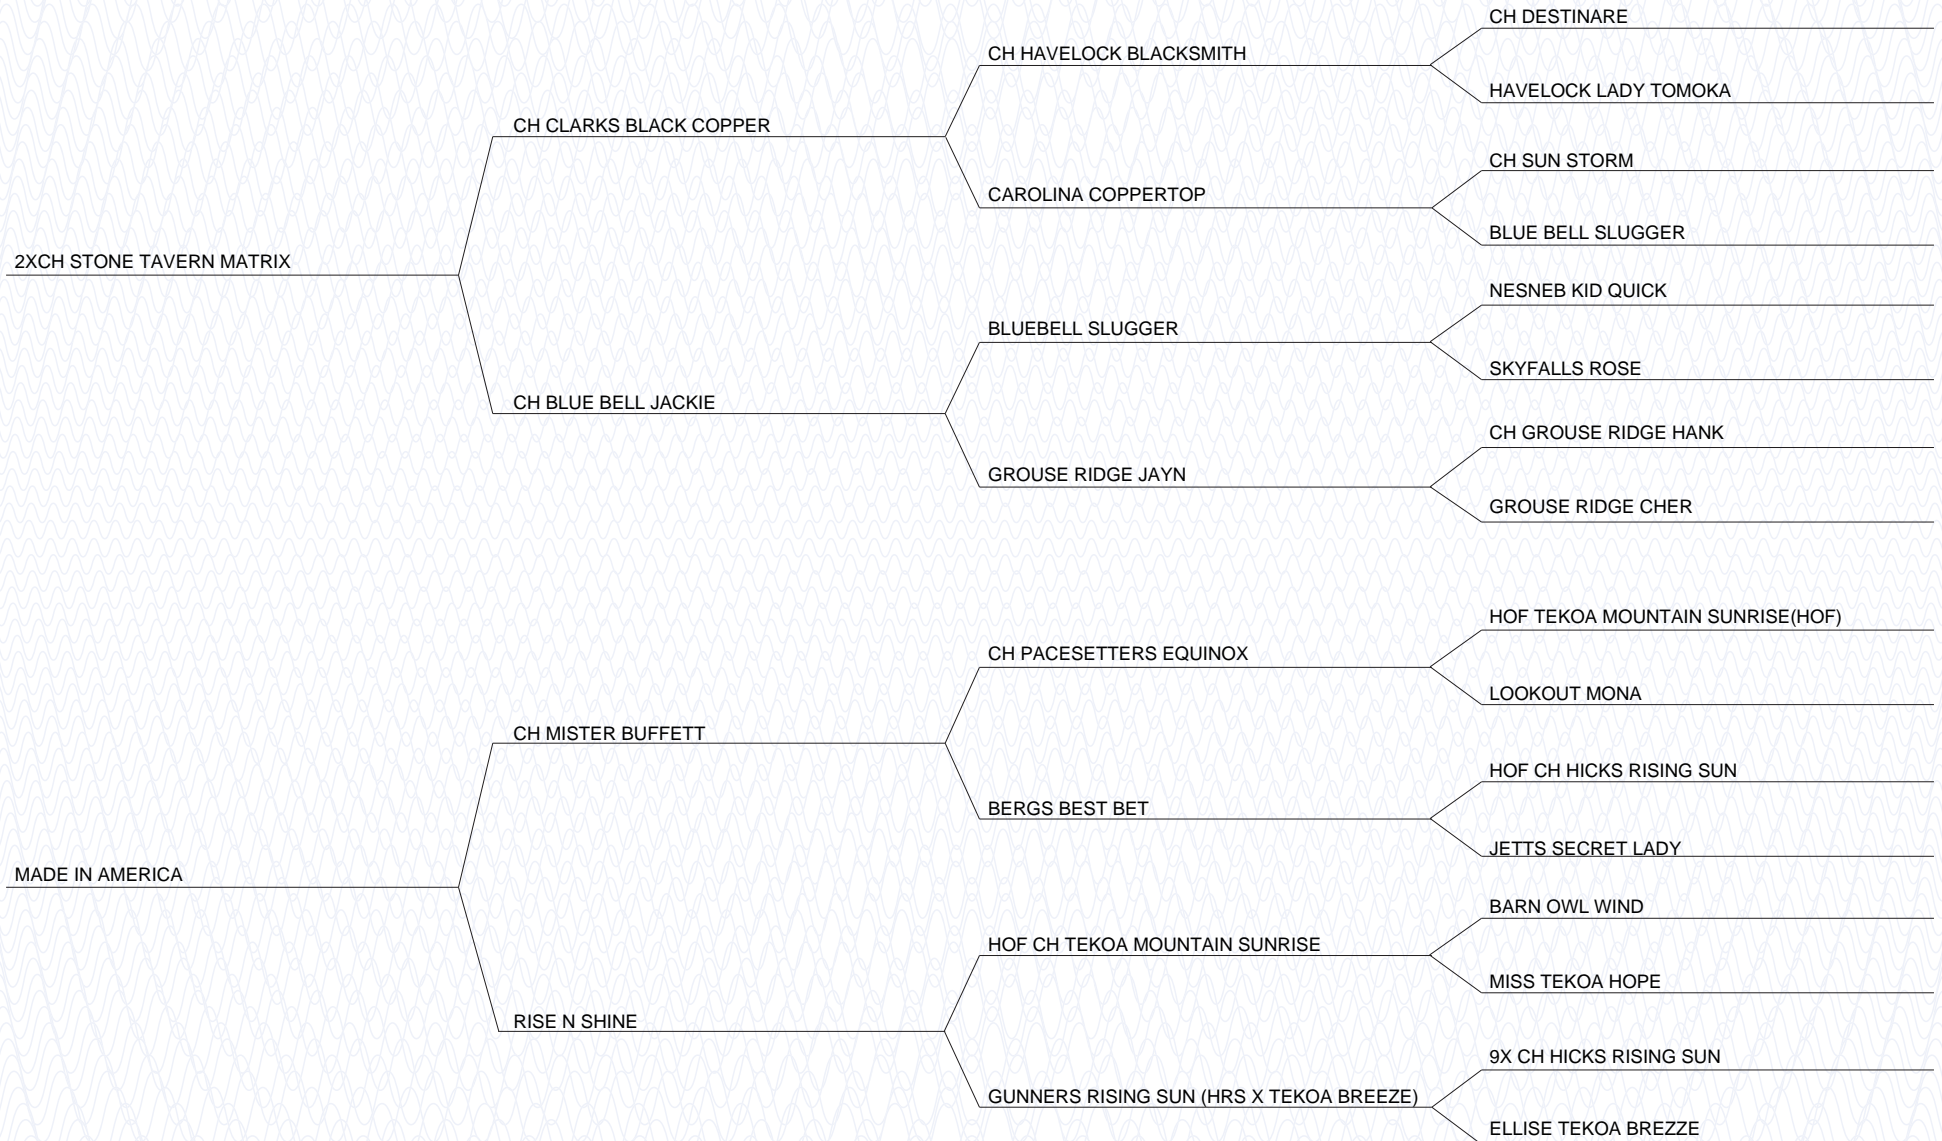 CH DESTINARE
CH HAVELOCK BLACKSMITH
HAVELOCK LADY TOMOKA
CH CLARKS BLACK COPPER
CH SUN STORM
CAROLINA COPPERTOP
BLUE BELL SLUGGER
2XCH STONE TAVERN MATRIX
NESNEB KID QUICK
BLUEBELL SLUGGER
SKYFALLS ROSE
CH BLUE BELL JACKIE
CH GROUSE RIDGE HANK
GROUSE RIDGE JAYN
GROUSE RIDGE CHER
HOF TEKOA MOUNTAIN SUNRISE(HOF)
CH PACESETTERS EQUINOX
LOOKOUT MONA
CH MISTER BUFFETT
HOF CH HICKS RISING SUN
BERGS BEST BET
JETTS SECRET LADY
MADE IN AMERICA
BARN OWL WIND
HOF CH TEKOA MOUNTAIN SUNRISE
MISS TEKOA HOPE
RISE N SHINE
9X CH HICKS RISING SUN
GUNNERS RISING SUN (HRS X TEKOA BREEZE)
ELLISE TEKOA BREZZE